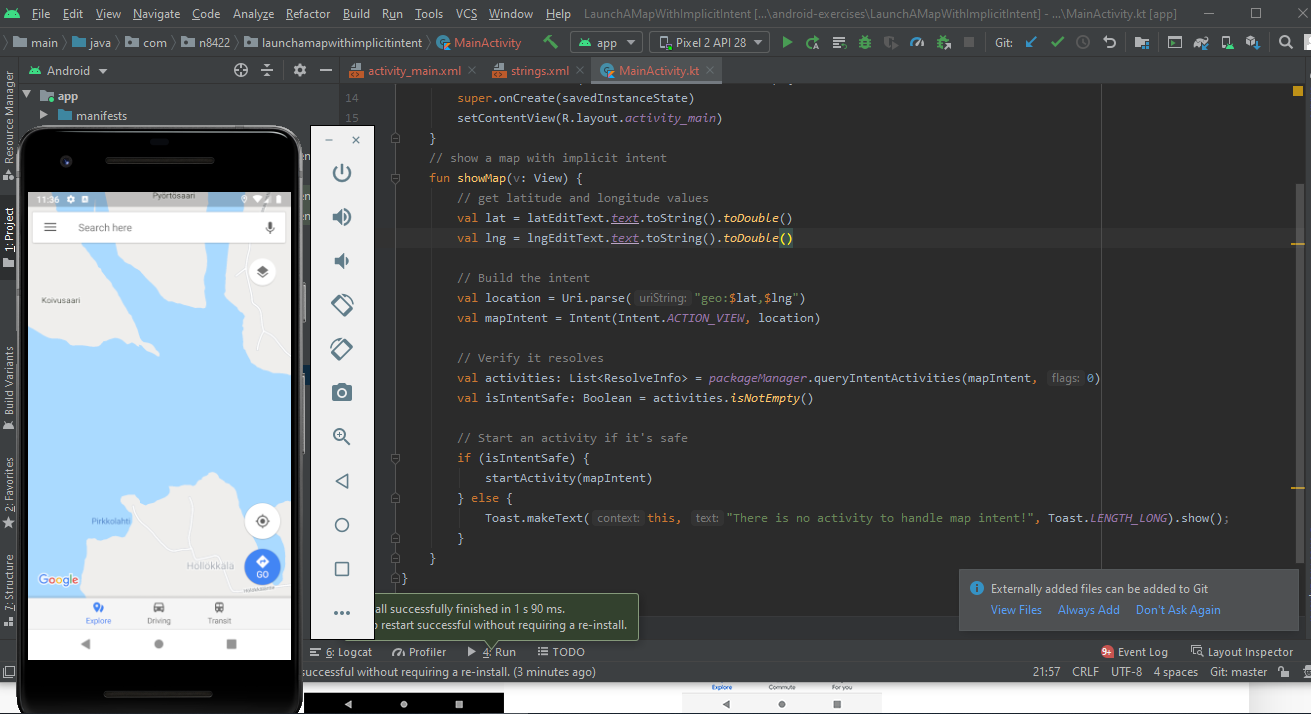 File Edit View Navigate Code Analyze Refactor Build Run Tools VCS Window Help LaunchAMapWithImplicitIntent [...\android-exercises\LaunchAMapWithImplicitIntent] - ...\MainActivity.kt [app]
main java com n8422 launchamapwithimplicitintent MainActivity app Pixel 2 API 28 Git:
Android activity_main.xml strings.xml MainActivity.kt
Resource Manager
1: Project
Build Variants
2: Favorites
7: Structure
app
manifests
14 super.onCreate(savedInstanceState)
15 setContentView(R.layout.activity_main)
}
// show a map with implicit intent
fun showMap(v: View) {
// get latitude and longitude values
val lat = latEditText.text.toString().toDouble()
val lng = lngEditText.text.toString().toDouble()
// Build the intent
val location = Uri.parse( uriString: "geo:$lat,$lng")
val mapIntent = Intent(Intent.ACTION_VIEW, location)
// Verify it resolves
val activities: List<ResolveInfo> = packageManager.queryIntentActivities(mapIntent, flags: 0)
val isIntentSafe: Boolean = activities.isNotEmpty()
// Start an activity if it's safe
if (isIntentSafe) {
startActivity(mapIntent)
} else {
Toast.makeText( context: this, text: "There is no activity to handle map intent!", Toast.LENGTH_LONG).show();
}
}
}
11:36
Pyörtösaari
Search here
Koivusaari
Pirkkolahti
Höllökkälä
Google
GO
Explore Driving Transit
all successfully finished in 1 s 90 ms.
restart successful without requiring a re-install.
Externally added files can be added to Git
View Files Always Add Don't Ask Again
6: Logcat Profiler 4: Run TODO 9+ Event Log Layout Inspector
successful without requiring a re-install. (3 minutes ago) 21:57 CRLF UTF-8 4 spaces Git: master
Explore Commute For you